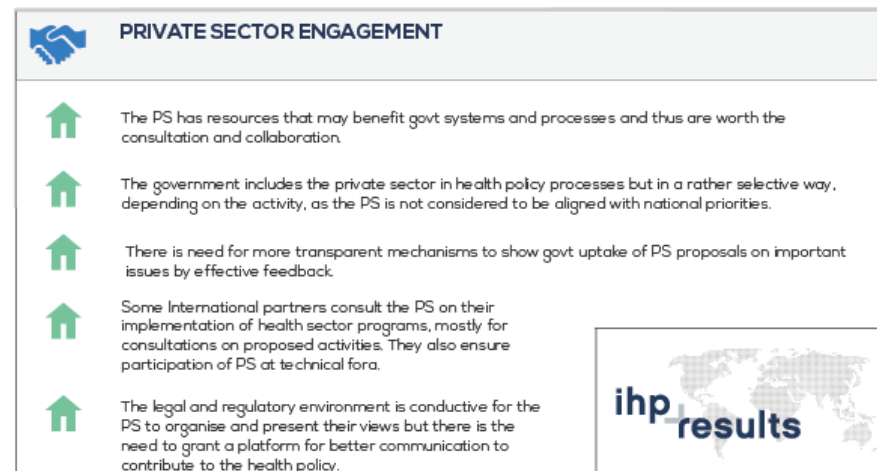 PRIVATE SECTOR ENGAGEMENT
The PS has resources that may benefit govt systems and processes and thus are worth the
consultation and collaboration.
The government includes the private sector in health policy processes but in a rather selective way,
depending on the activity, as the PS is not considered to be aligned with national priorities.
There is need for more transparent mechanisms to show govt uptake of PS proposals on important
issues by effective feedback.
Some International partners consult the PS on their
implementation of health sector programs, mostly for
consultations on proposed activities. They also ensure
participation of PS at technical fora.
The legal and regulatory environment is conductive for the
PS to organise and present their views but there is the
need to grant a platform for better communication to
contribute to the health policy.
ihp+
results